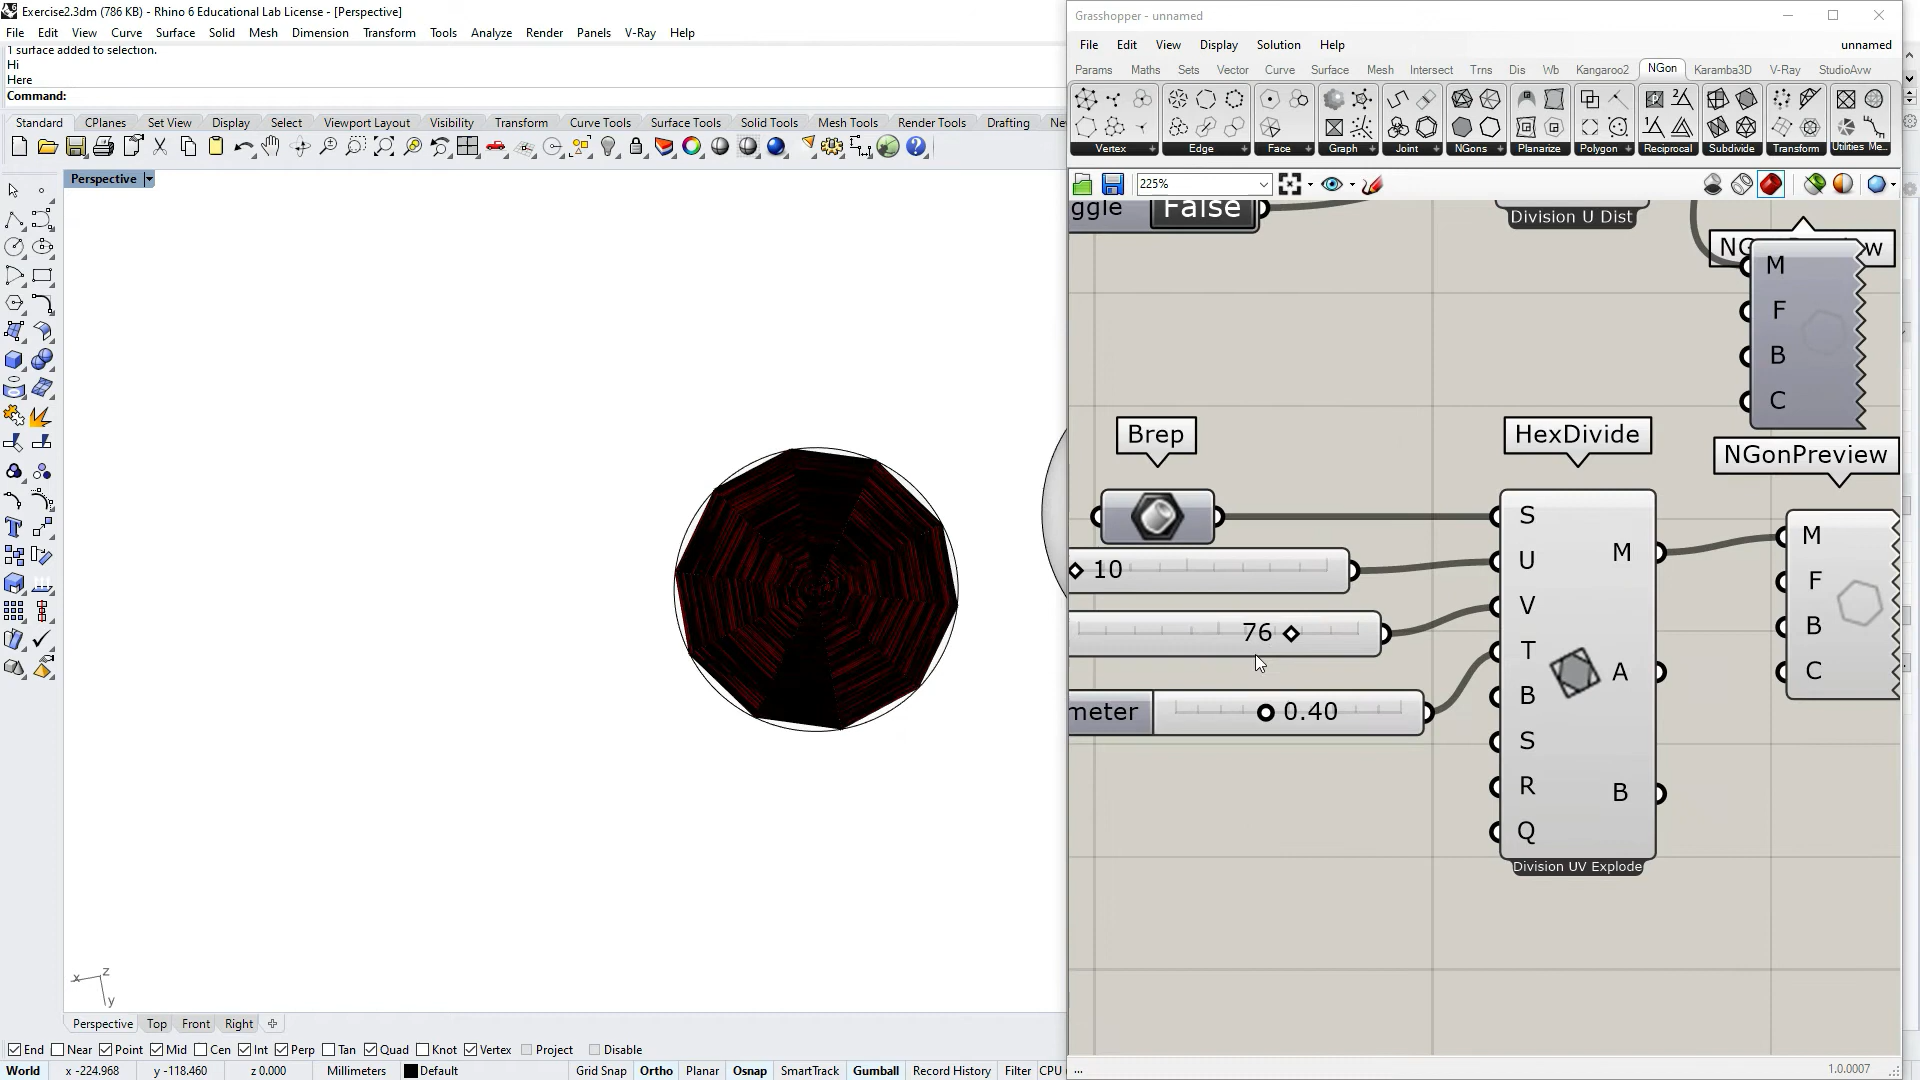 Exercise2.3dm (786 KB) - Rhino 6 Educational Lab License - [Perspective]
File Edit View Curve Surface Solid Mesh Dimension Transform Tools Analyze Render Panels V-Ray Help
1 surface added to selection.
Hi
Here
Command:
Standard CPlanes Set View Display Select Viewport Layout Visibility Transform Curve Tools Surface Tools Solid Tools Mesh Tools Render Tools Drafting
Perspective
x z
y
Perspective Top Front Right
End Near Point Mid Cen Int Perp Tan Quad Knot Vertex Project Disable
World x -224.968 y -118.460 z 0.000 Millimeters Default Grid Snap Ortho Planar Osnap SmartTrack Gumball Record History Filter CPU
Grasshopper - unnamed
File Edit View Display Solution Help unnamed
Params Maths Sets Vector Curve Surface Mesh Intersect Trns Dis Wb Kangaroo2 NGon Karamba3D V-Ray StudioAvw
Vertex Edge Face Graph Joint NGons Planarize Polygon Reciprocal Subdivide Transform Utilities Me...
225%
ggle False
Division U Dist
M
F
B
C
Brep HexDivide
NGonPreview
S
10 U M M
V F
76
T A B
meter 0.40 B C
S
R B
Q
Division UV Explode
... 1.0.0007